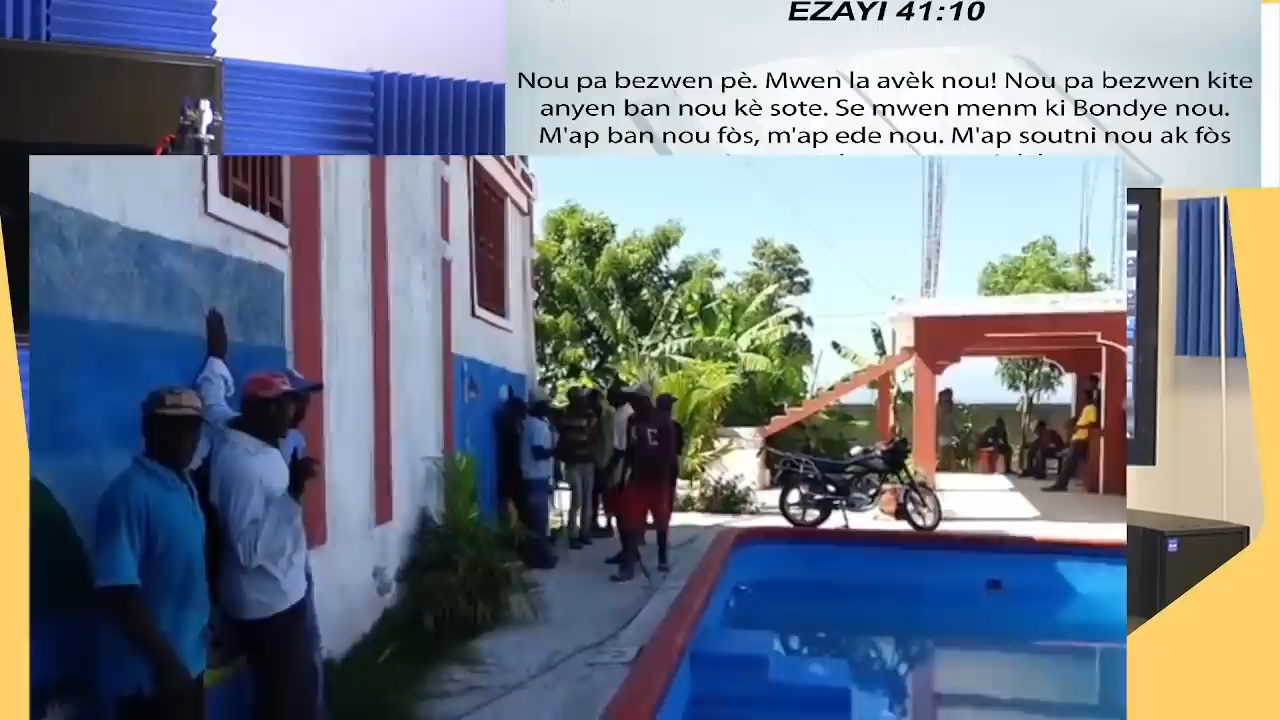 EZAYI 41:10
Nou pa bezwen pè. Mwen la avèk nou! Nou pa bezwen kite
anyen ban nou kè sote. Se mwen menm ki Bondye nou.
M'ap ban nou fòs, m'ap ede nou. M'ap soutni nou ak fòs